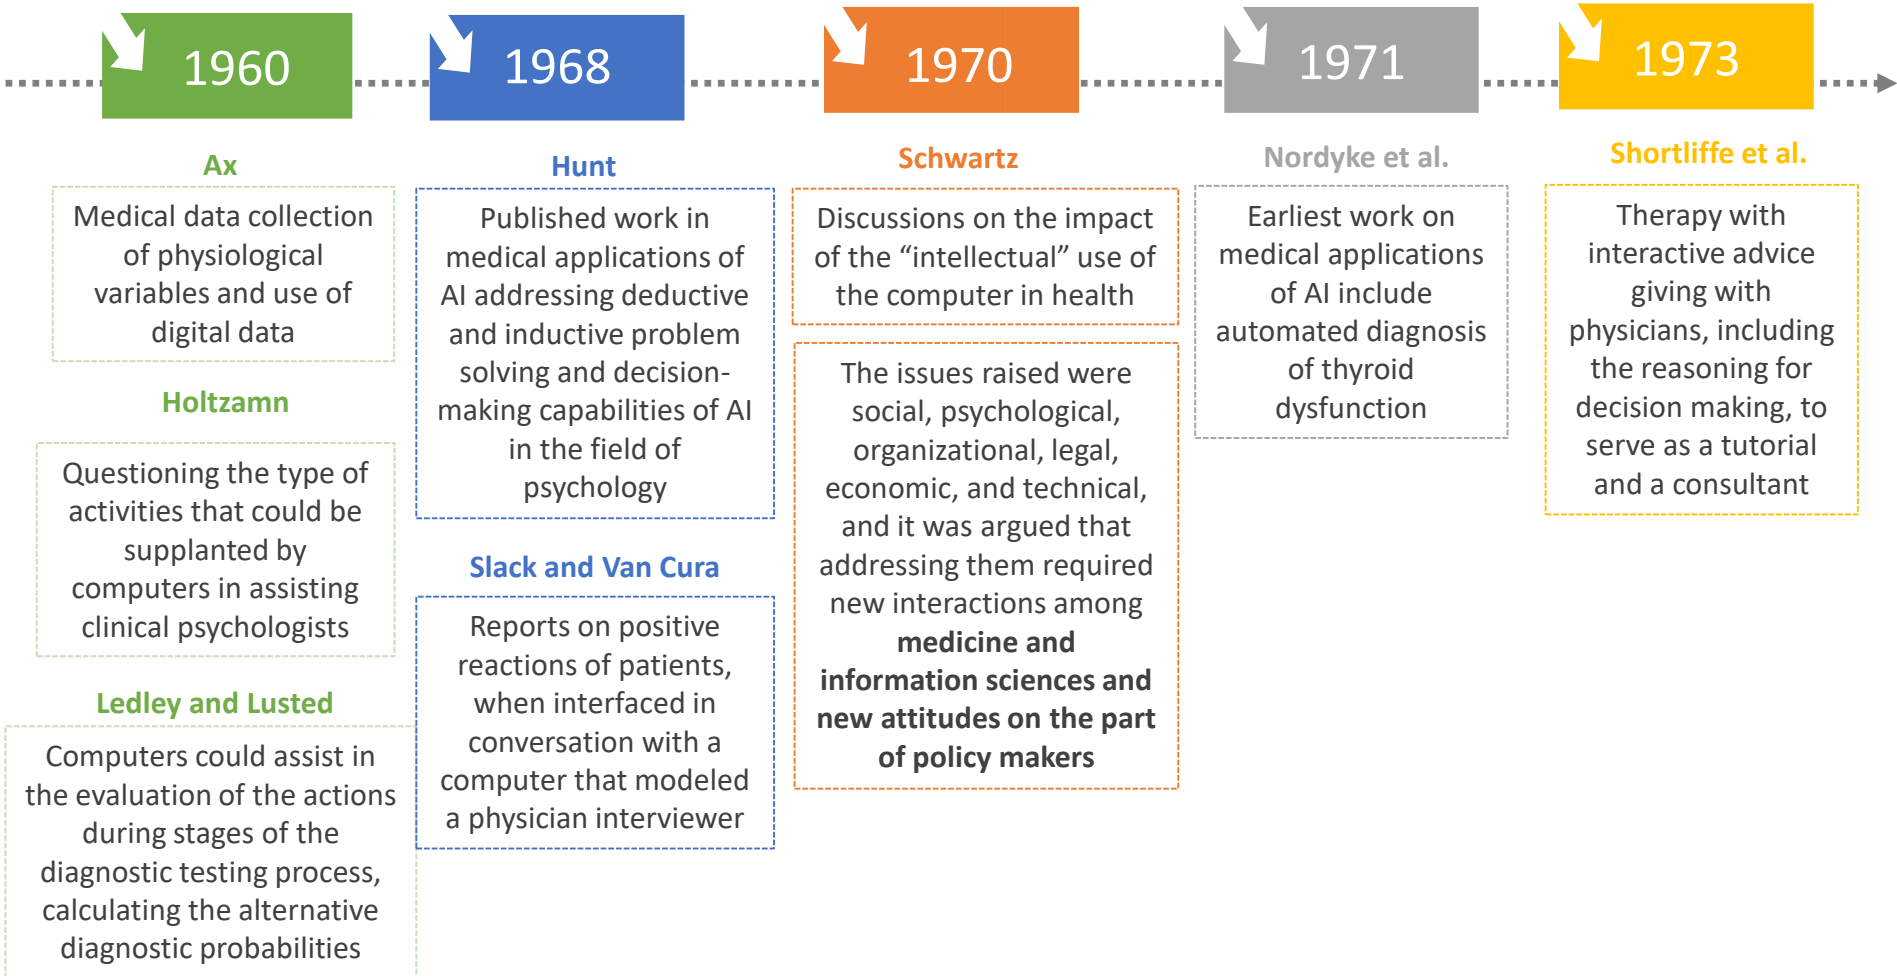 1960
Ax
Medical data collection
of physiological
variables and use of
digital data
Holtzamn
Questioning the type of
activities that could be
supplanted by
computers in assisting
clinical psychologists
Ledley and Lusted
Computers could assist in
the evaluation of the actions
during stages of the
diagnostic testing process,
calculating the alternative
diagnostic probabilities
1968
Hunt
Published work in
medical applications of
AI addressing deductive
and inductive problem
solving and decision-
making capabilities of AI
in the field of
psychology
Slack and Van Cura
Reports on positive
reactions of patients,
when interfaced in
conversation with a
computer that modeled
a physician interviewer
1970
Schwartz
Discussions on the impact
of the “intellectual” use of
the computer in health
The issues raised were
social, psychological,
organizational, legal,
economic, and technical,
and it was argued that
addressing them required
new interactions among
medicine and
information sciences and
new attitudes on the part
of policy makers
1971
Nordyke et al.
Earliest work on
medical applications
of AI include
automated diagnosis
of thyroid
dysfunction
1973
Shortliffe et al.
Therapy with
interactive advice
giving with
physicians, including
the reasoning for
decision making, to
serve as a tutorial
and a consultant